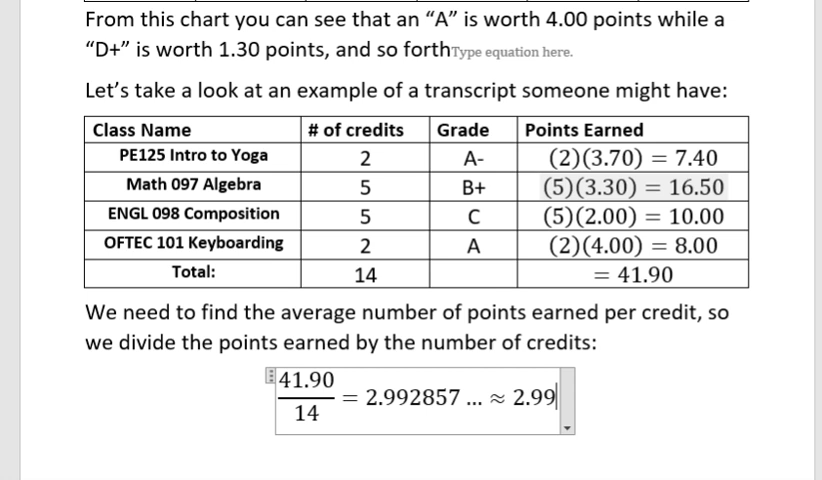 From this chart you can see that an “A” is worth 4.00 points while a
“D+” is worth 1.30 points, and so forthType equation here.
Let’s take a look at an example of a transcript someone might have:
Class Name # of credits Grade Points Earned
PE125 Intro to Yoga 2 A- (2)(3.70) = 7.40
Math 097 Algebra 5 B+ (5)(3.30) = 16.50
ENGL 098 Composition 5 C (5)(2.00) = 10.00
OFTEC 101 Keyboarding 2 A (2)(4.00) = 8.00
Total: 14 = 41.90
We need to find the average number of points earned per credit, so
we divide the points earned by the number of credits:
41.90
14
= 2.992857 ... ≈ 2.99